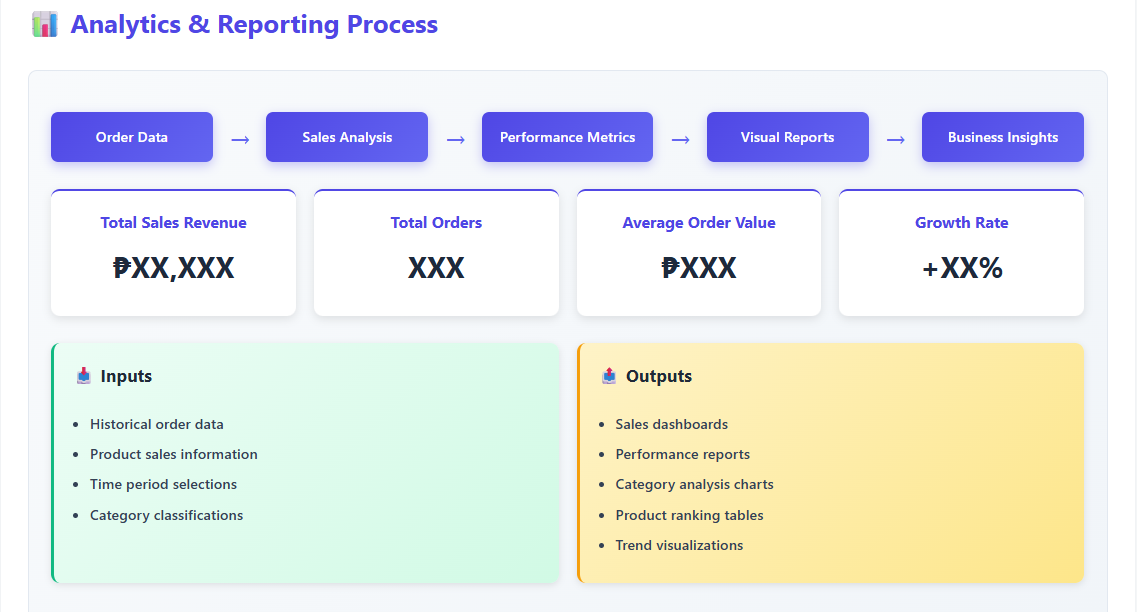 Analytics & Reporting Process
Order Data → Sales Analysis → Performance Metrics → Visual Reports → Business Insights
Total Sales Revenue
₱XX,XXX
Total Orders
XXX
Average Order Value
₱XXX
Growth Rate
+XX%
Inputs
• Historical order data
• Product sales information
• Time period selections
• Category classifications
Outputs
• Sales dashboards
• Performance reports
• Category analysis charts
• Product ranking tables
• Trend visualizations